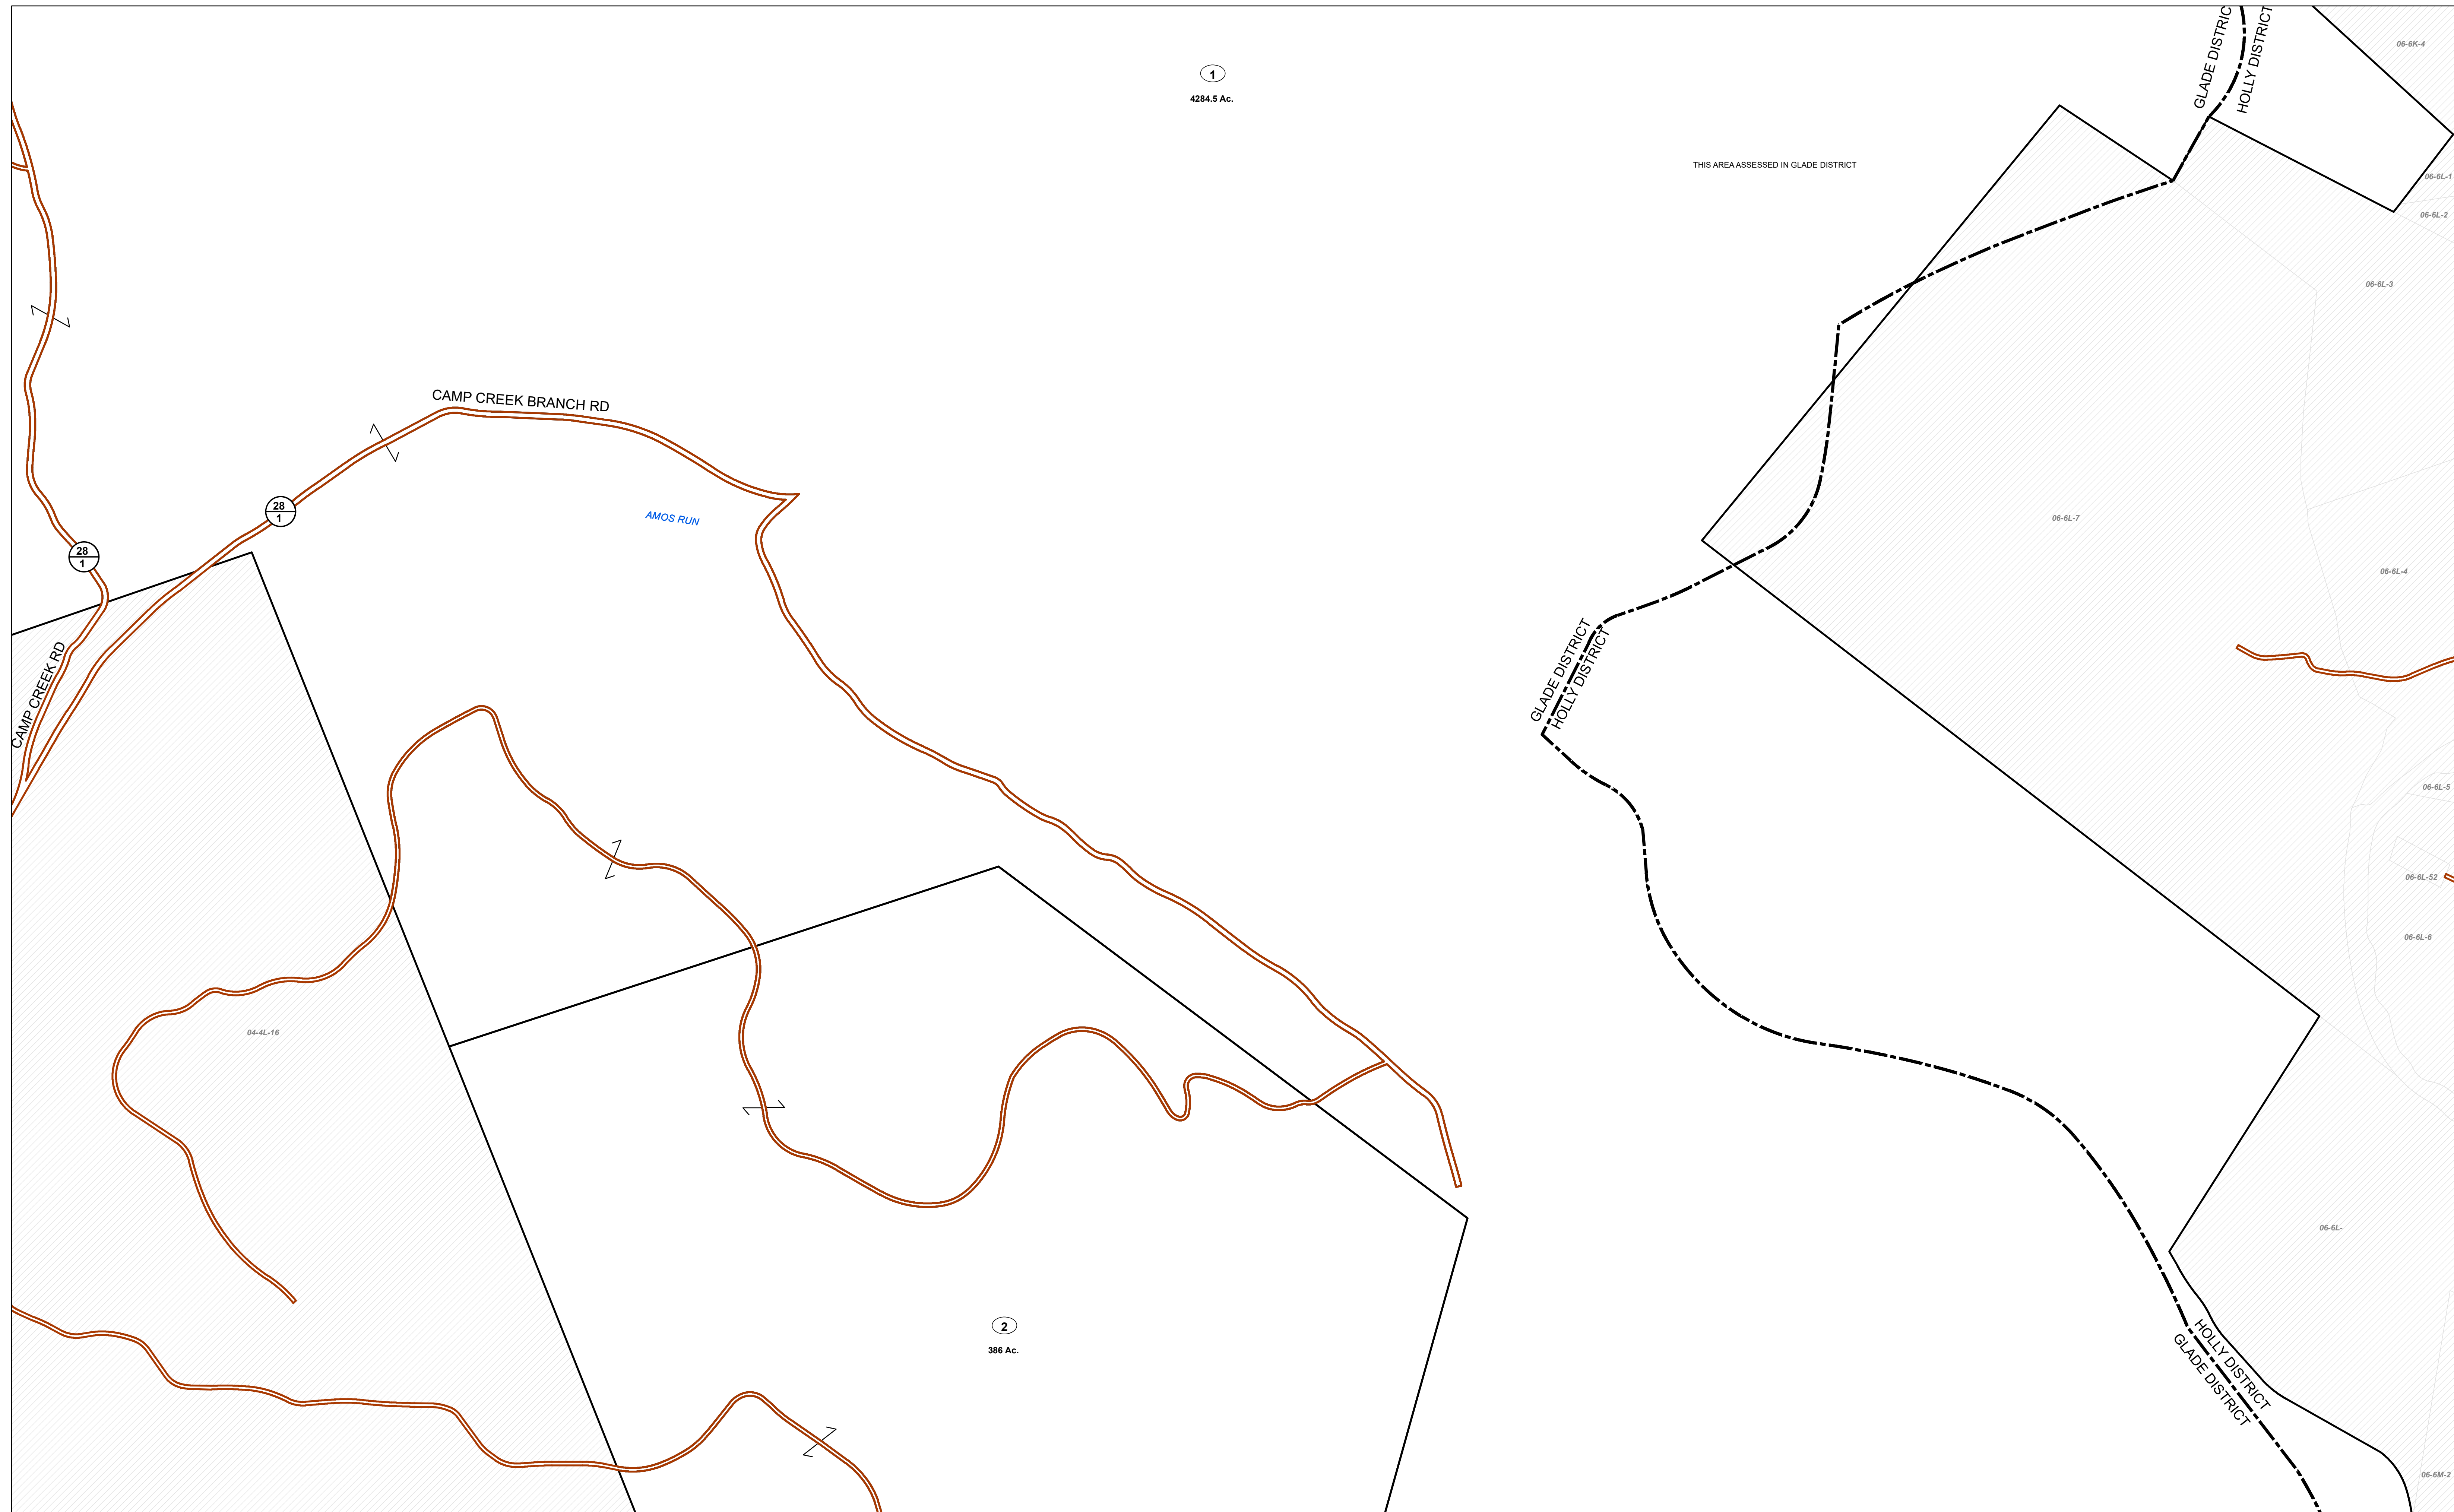 GLADE DISTRIC
HOLLY DISTRICT
06-6K-4
1
4284.5 Ac.
THIS AREA ASSESSED IN GLADE DISTRICT
06-6L-1
06-6L-2
06-6L-3
CAMP CREEK BRANCH RD
28
1
AMOS RUN
06-6L-7
28
1
06-6L-4
CAMP CREEK RD
GLADE DISTRICT
HOLLY DISTRICT
06-6L-5
06-6L-52
06-6L-6
04-4L-16
06-6L-
2
386 Ac.
HOLLY DISTRICT
GLADE DISTRICT
06-6M-2